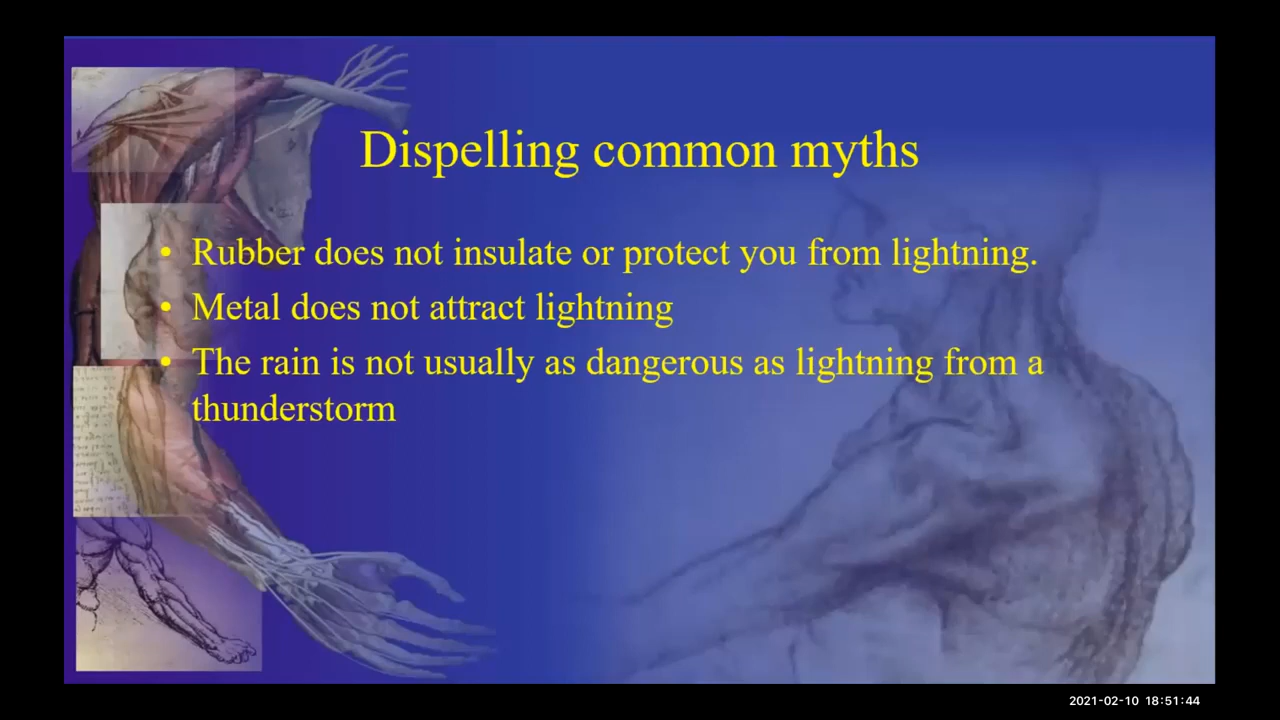 Dispelling common myths
• Rubber does not insulate or protect you from lightning.
• Metal does not attract lightning
• The rain is not usually as dangerous as lightning from a
thunderstorm
2021-02-10 18:51:44